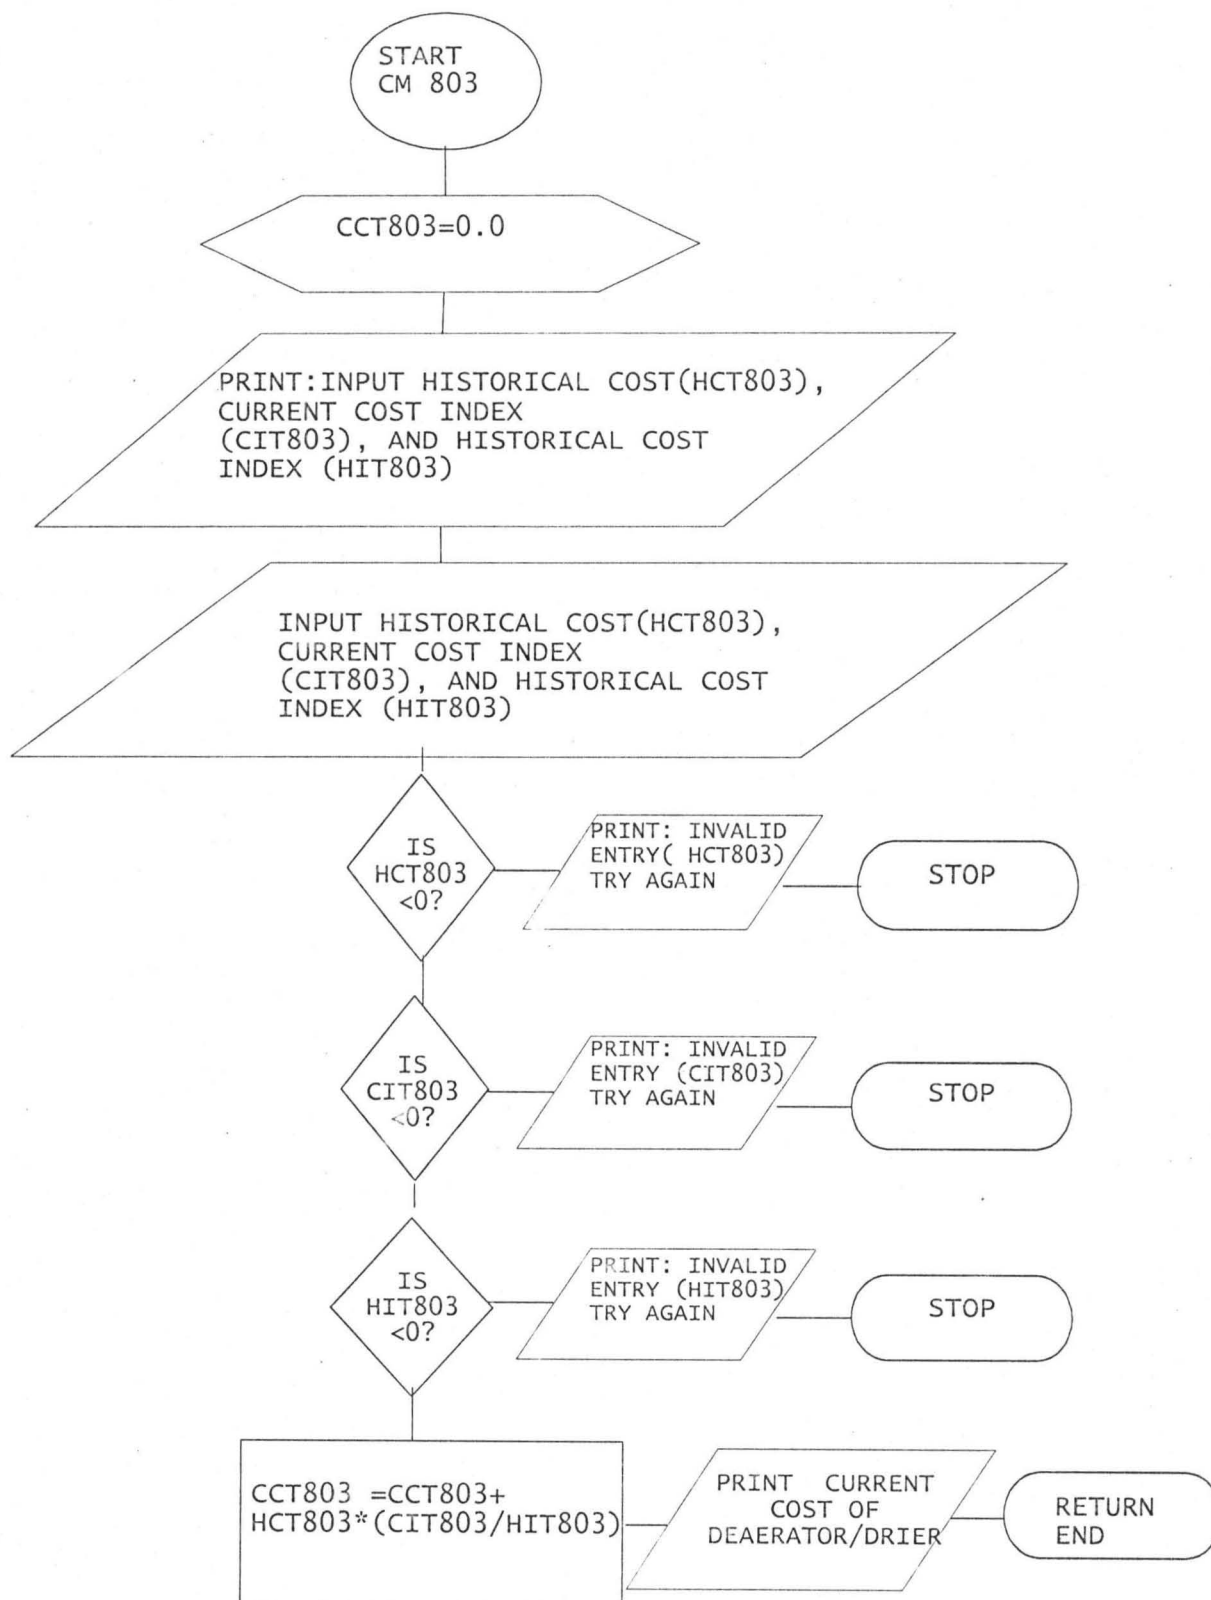 START
CM 803
CCT803=0.0
PRINT:INPUT HISTORICAL COST(HCT803),
CURRENT COST INDEX
(CIT803), AND HISTORICAL COST
INDEX (HIT803)
INPUT HISTORICAL COST(HCT803),
CURRENT COST INDEX
(CIT803), AND HISTORICAL COST
INDEX (HIT803)
IS
HCT803
<0?
PRINT: INVALID
ENTRY( HCT803)
TRY AGAIN
STOP
IS
CIT803
<0?
PRINT: INVALID
ENTRY (CIT803)
TRY AGAIN
STOP
IS
HIT803
<0?
PRINT: INVALID
ENTRY (HIT803)
TRY AGAIN
STOP
CCT803 =CCT803+
HCT803*(CIT803/HIT803)
PRINT CURRENT
COST OF
DEAERATOR/DRIER
RETURN
END